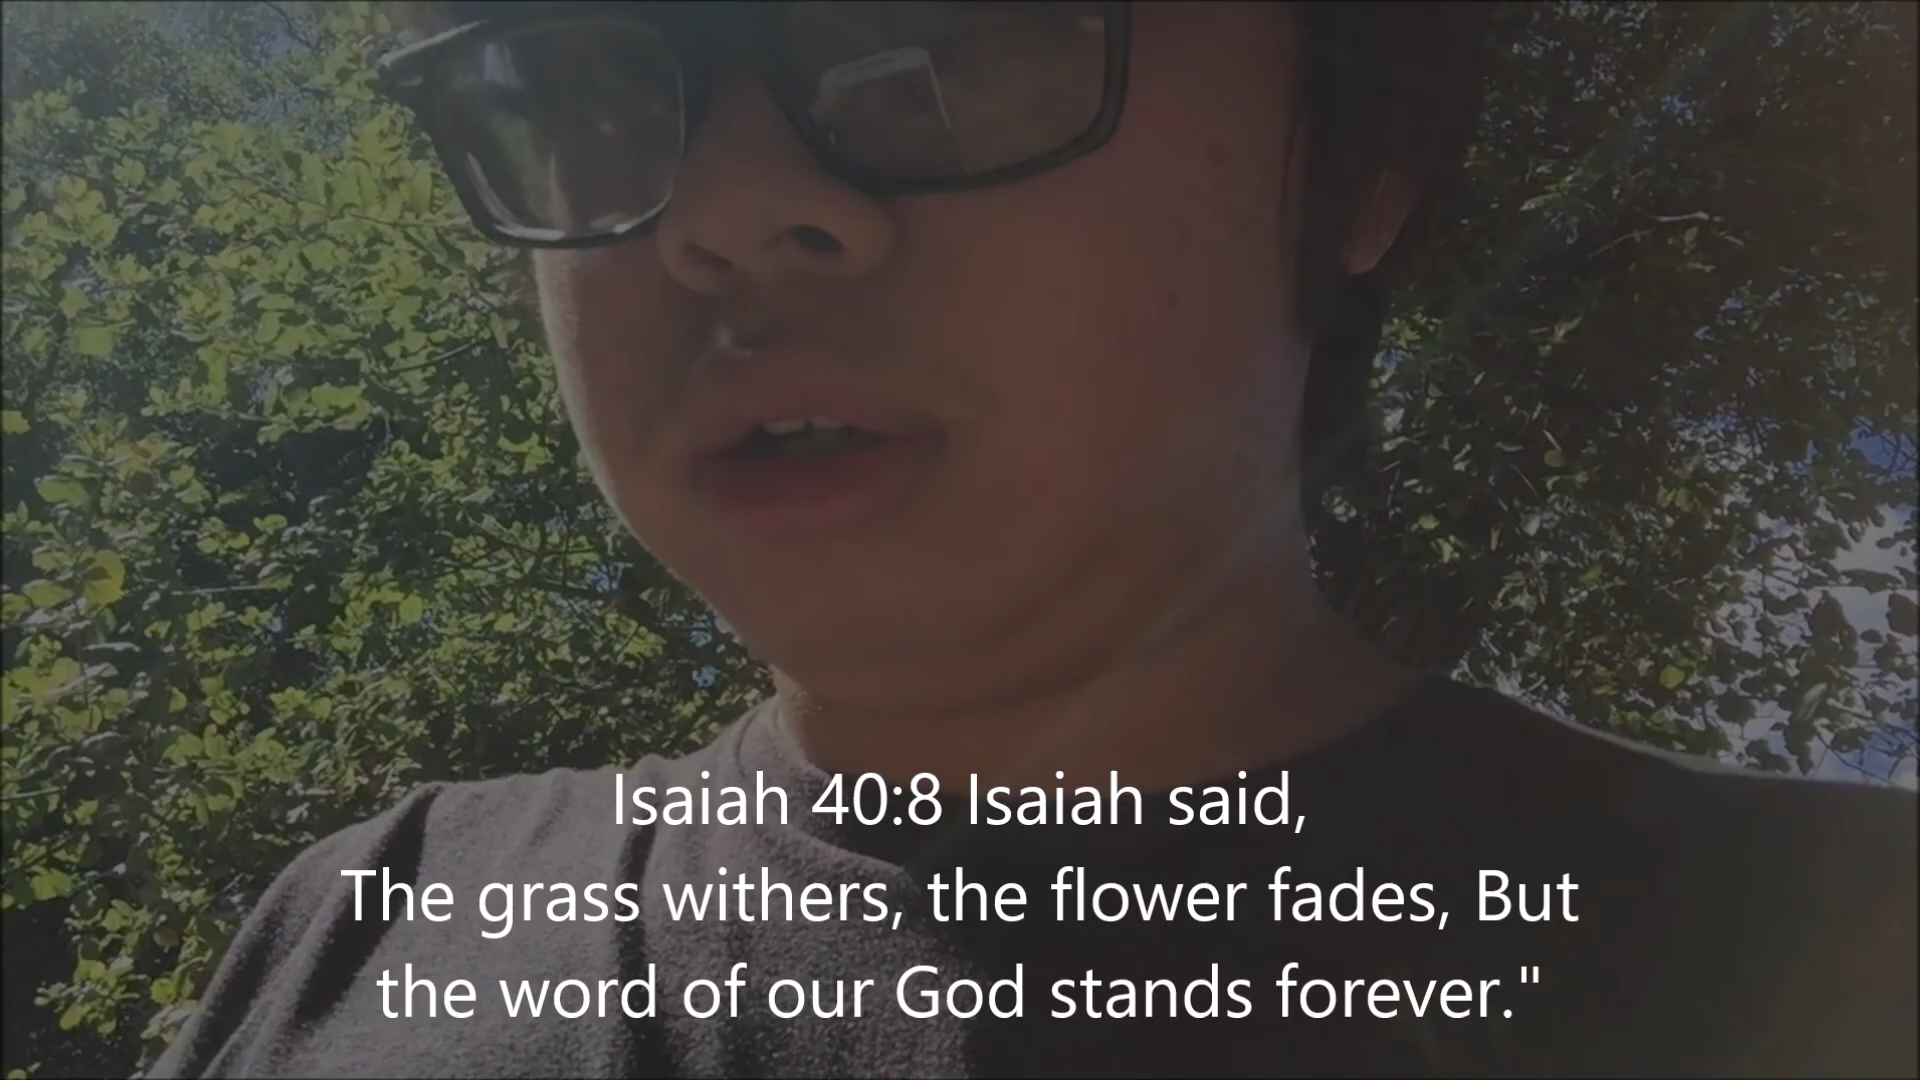 Isaiah 40:8 Isaiah said,
The grass withers, the flower fades, But
the word of our God stands forever."